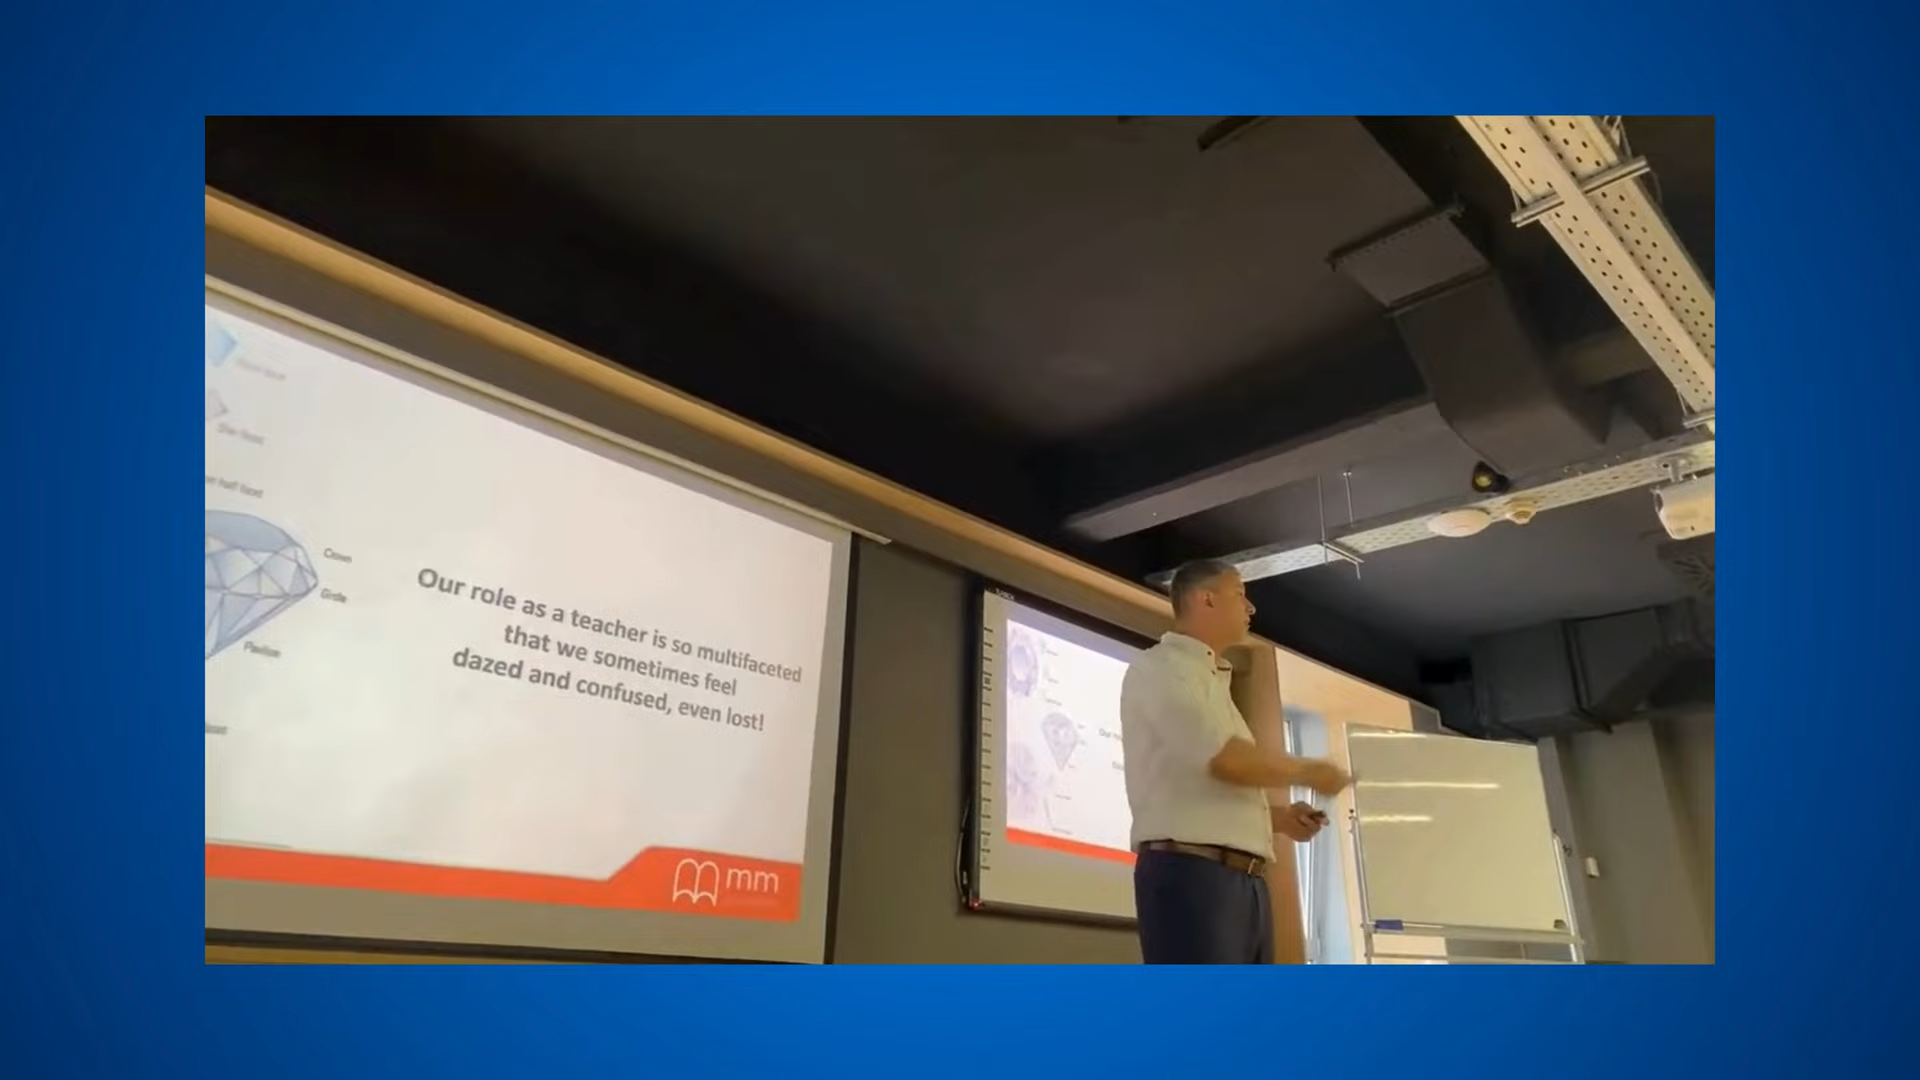 Crown
Girdle
Pavilion
Our role as a teacher is so multifaceted
that we sometimes feel
dazed and confused, even lost!
mm